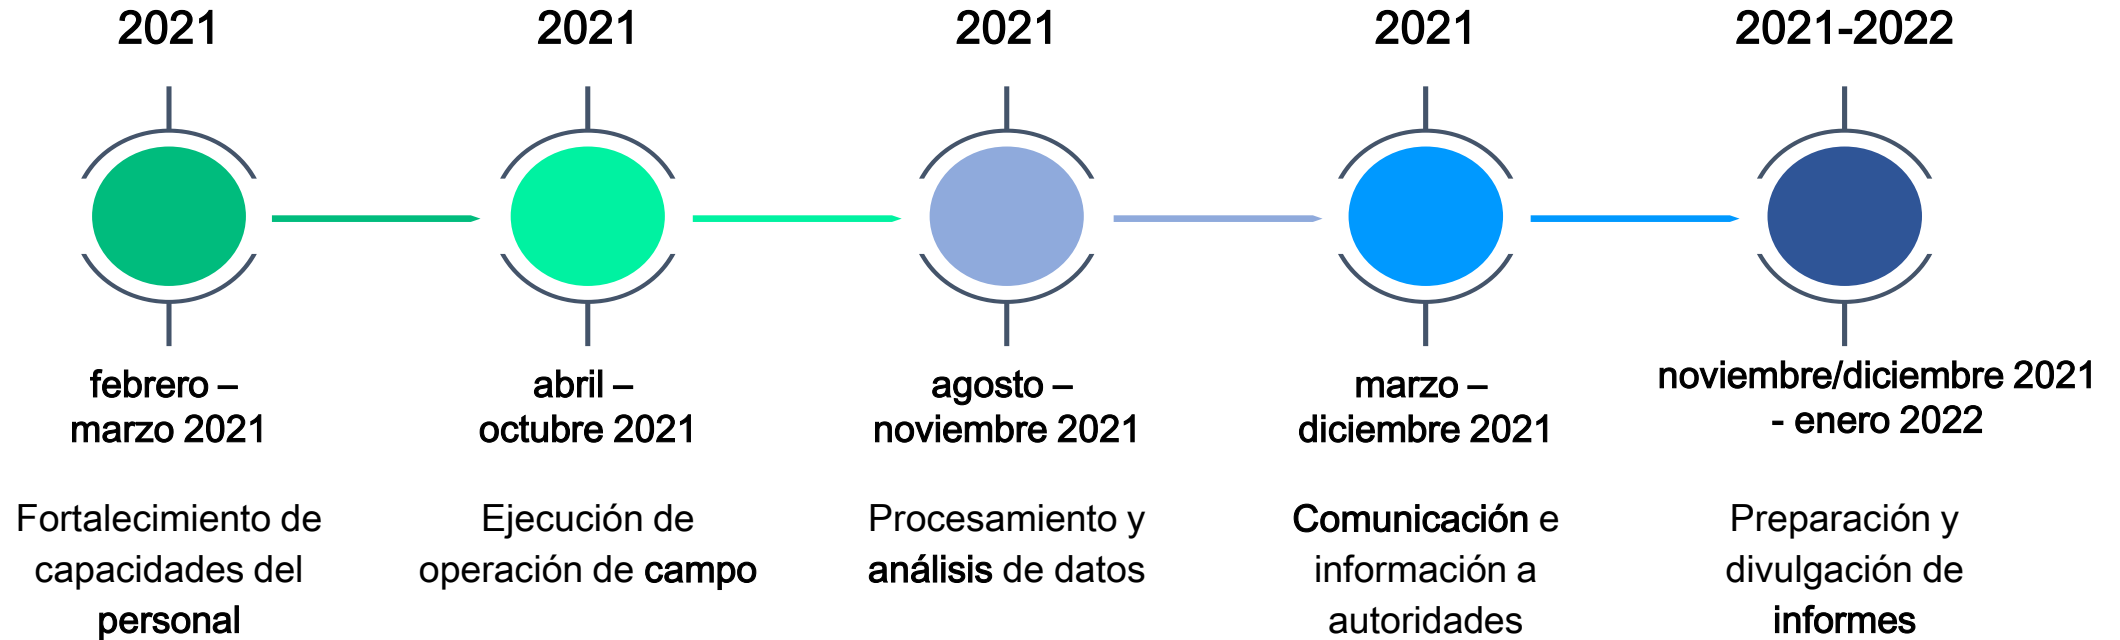 2021
febrero –
marzo 2021
Fortalecimiento de
capacidades del
personal
2021
abril –
octubre 2021
Ejecución de
operación de campo
2021
agosto –
noviembre 2021
Procesamiento y
análisis de datos
2021
marzo –
diciembre 2021
Comunicación e
información a
autoridades
2021-2022
noviembre/diciembre 2021
- enero 2022
Preparación y
divulgación de
informes